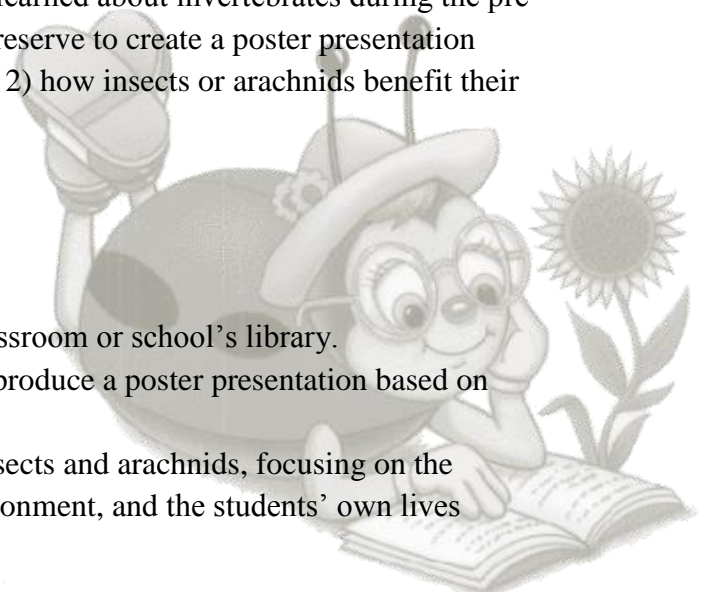 learned about invertebrates during the pre
reserve to create a poster presentation
2) how insects or arachnids benefit their
ssroom or school’s library.
produce a poster presentation based on
sects and arachnids, focusing on the
onment, and the students’ own lives